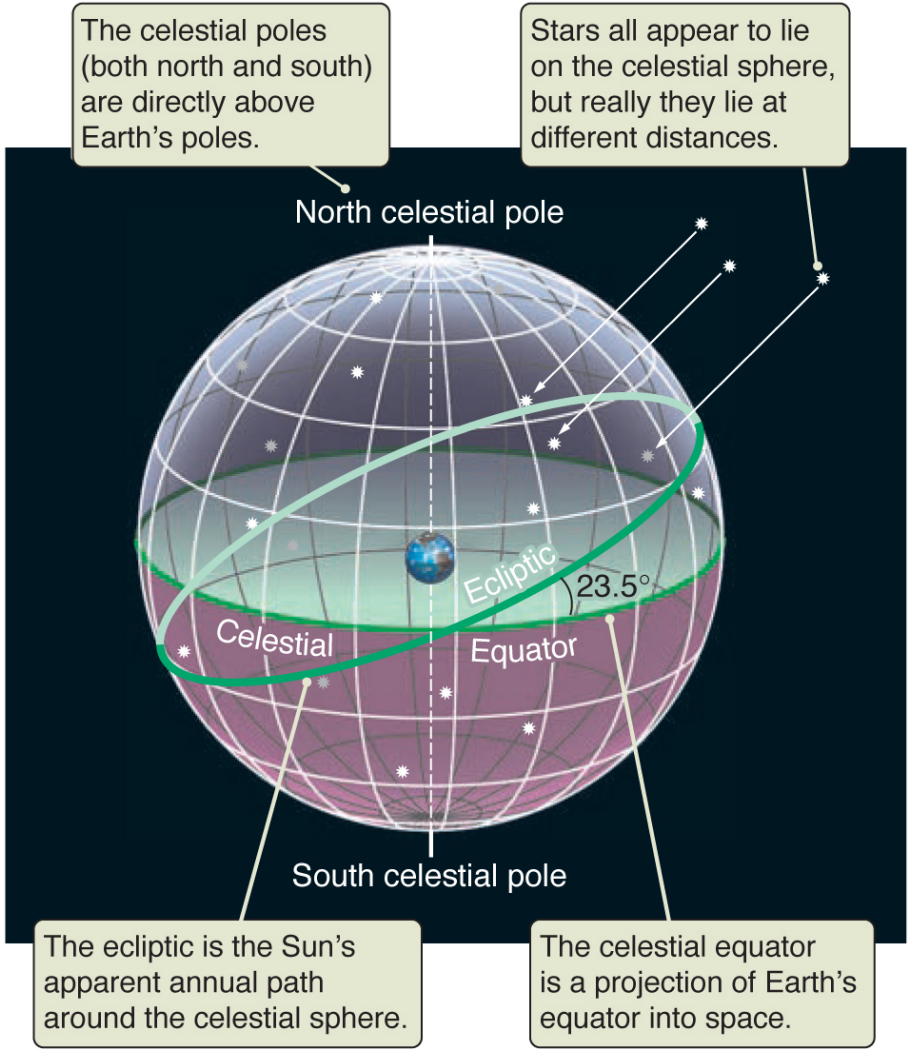 The celestial poles
(both north and south)
are directly above
Earth’s poles.
Stars all appear to lie
on the celestial sphere,
but really they lie at
different distances.
North celestial pole
Ecliptic
23.5°
Celestial
Equator
South celestial pole
The ecliptic is the Sun’s
apparent annual path
around the celestial sphere.
The celestial equator
is a projection of Earth’s
equator into space.